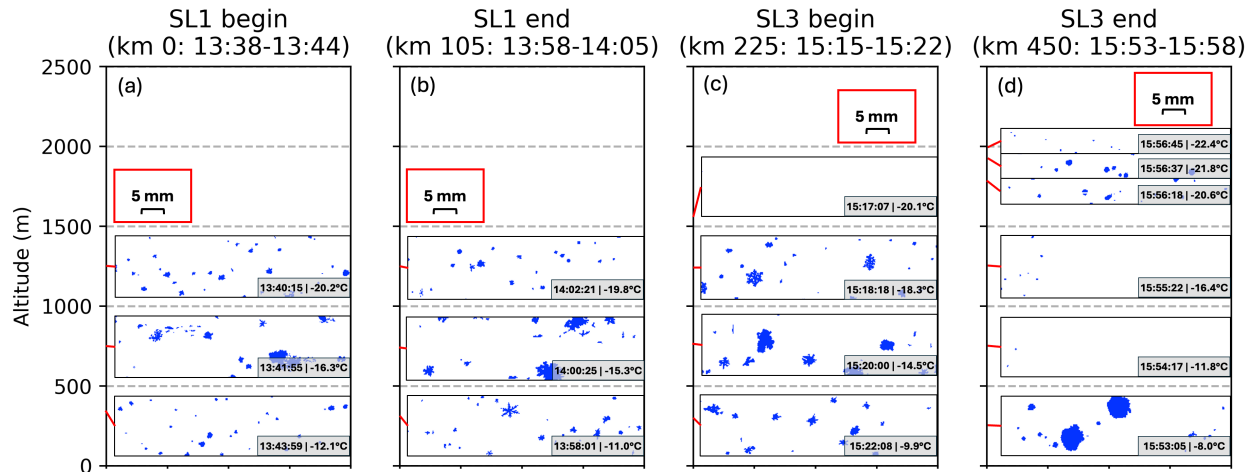 SL1 begin
(km 0: 13:38-13:44)
SL1 end
(km 105: 13:58-14:05)
SL3 begin
(km 225: 15:15-15:22)
SL3 end
(km 450: 15:53-15:58)
Altitude (m)
2500
2000
1500
1000
500
0
(a)
5 mm
13:40:15 | -20.2°C
13:41:55 | -16.3°C
13:43:59 | -12.1°C
(b)
5 mm
14:02:21 | -19.8°C
14:00:25 | -15.3°C
13:58:01 | -11.0°C
(c)
5 mm
15:17:07 | -20.1°C
15:18:18 | -18.3°C
15:20:00 | -14.5°C
15:22:08 | -9.9°C
(d)
5 mm
15:56:45 | -22.4°C
15:56:37 | -21.8°C
15:56:18 | -20.6°C
15:55:22 | -16.4°C
15:54:17 | -11.8°C
15:53:05 | -8.0°C